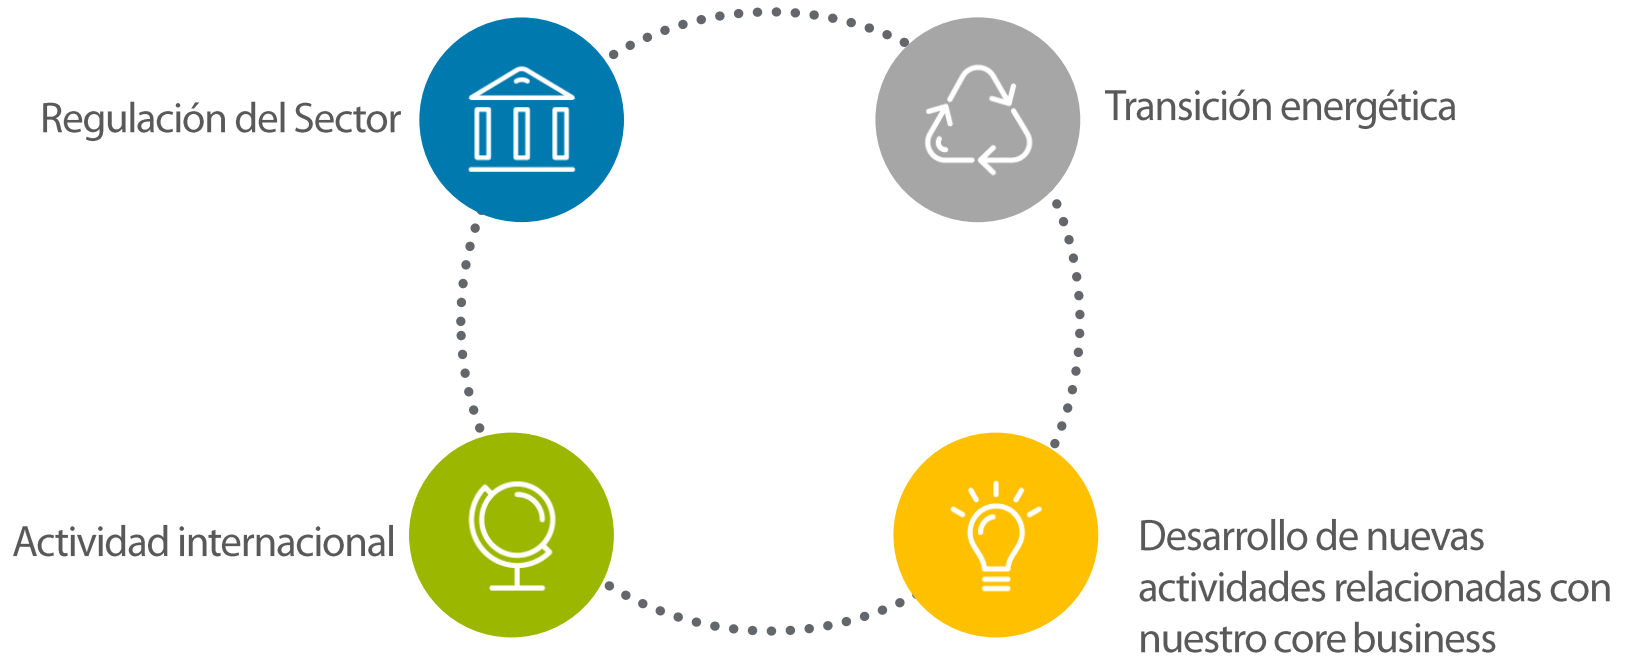 Regulación del Sector
Transición energética
Actividad internacional
Desarrollo de nuevas
actividades relacionadas con
nuestro core business